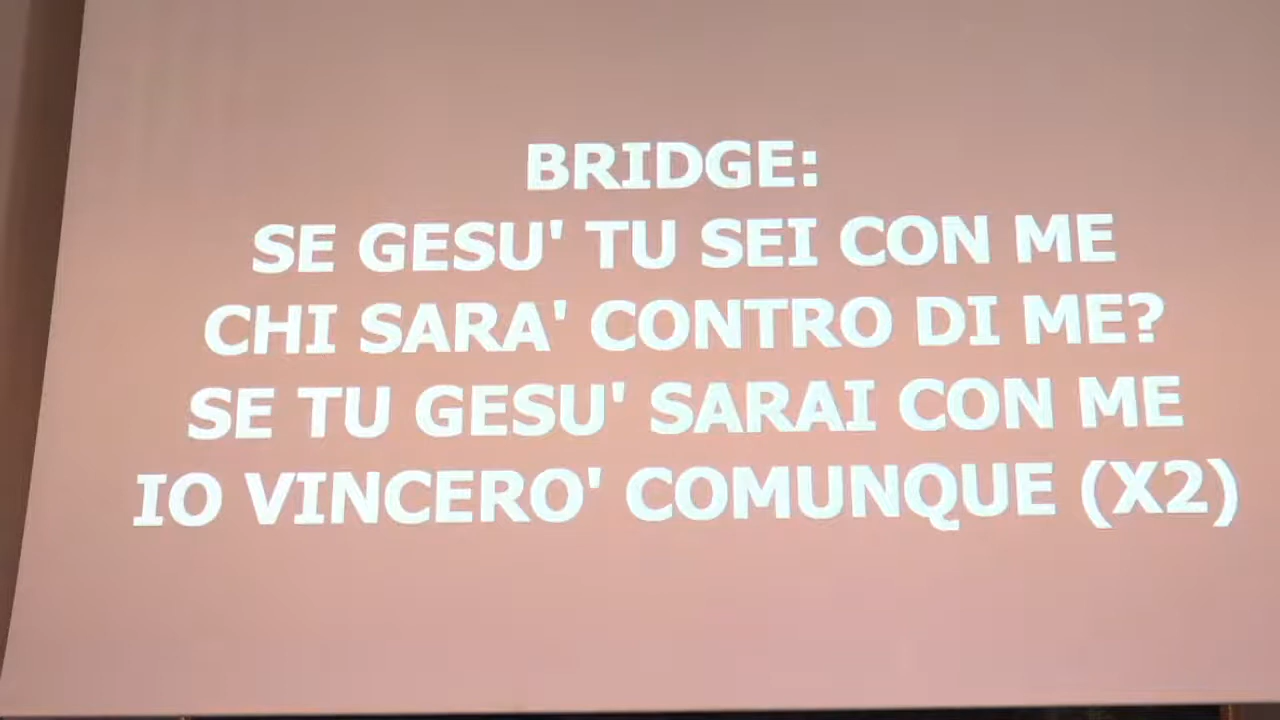 BRIDGE:
SE GESU' TU SEI CON ME
CHI SARA' CONTRO DI ME?
SE TU GESU' SARAI CON ME
IO VINCERO' COMUNQUE (X2)